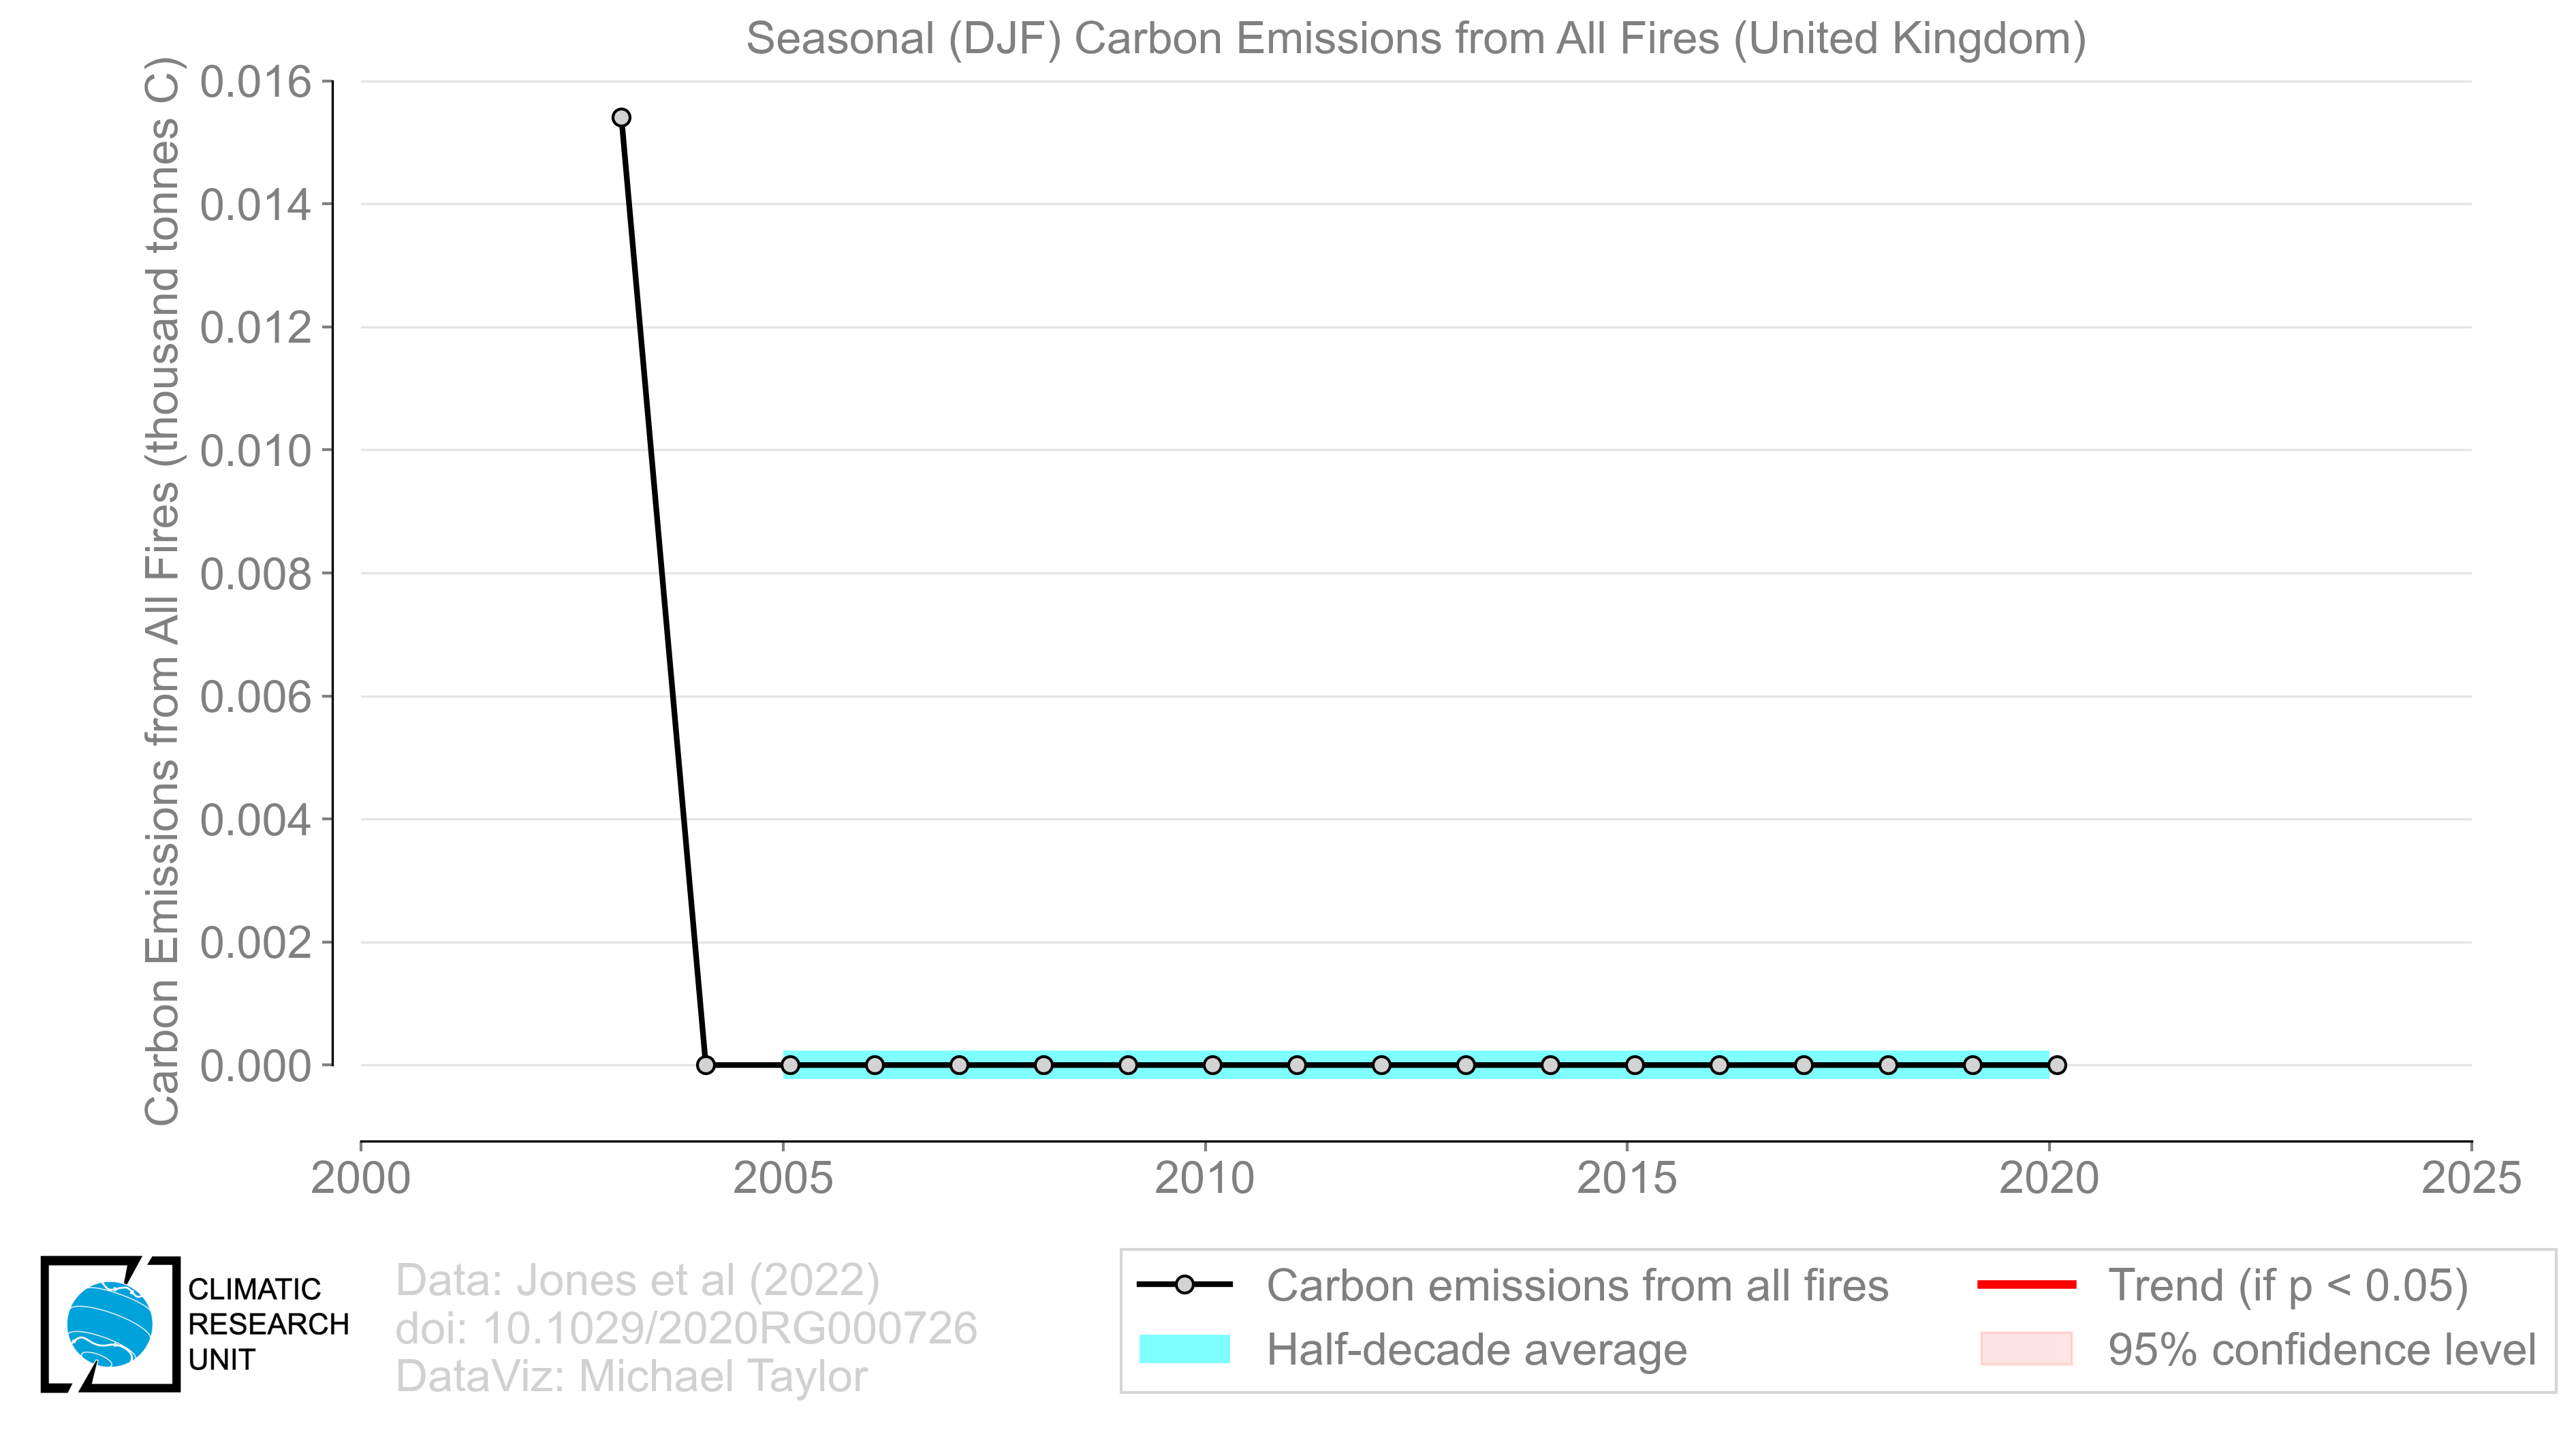 Seasonal (DJF) Carbon Emissions from All Fires (United Kingdom)
Carbon Emissions from All Fires (thousand tonnes C)
0.016
0.014
0.012
0.010
0.008
0.006
0.004
0.002
0.000
2000
2005
2010
2015
2020
2025
CLIMATIC
RESEARCH
UNIT
Data: Jones et al (2022)
doi: 10.1029/2020RG000726
DataViz: Michael Taylor
Carbon emissions from all fires
Half-decade average
Trend (if p < 0.05)
95% confidence level